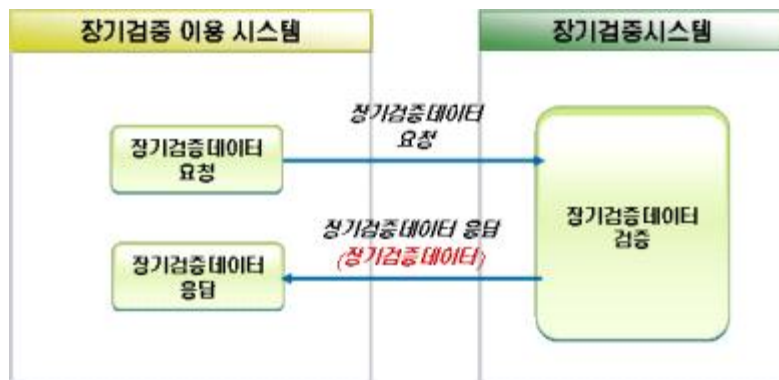 장기검증 이용 시스템
장기검증시스템
장기검증데이터
요청
장기검증데이터
요청
장기검증데이터
검증
장기검증데이터 응답
(장기검증데이터)
장기검증데이터
응답